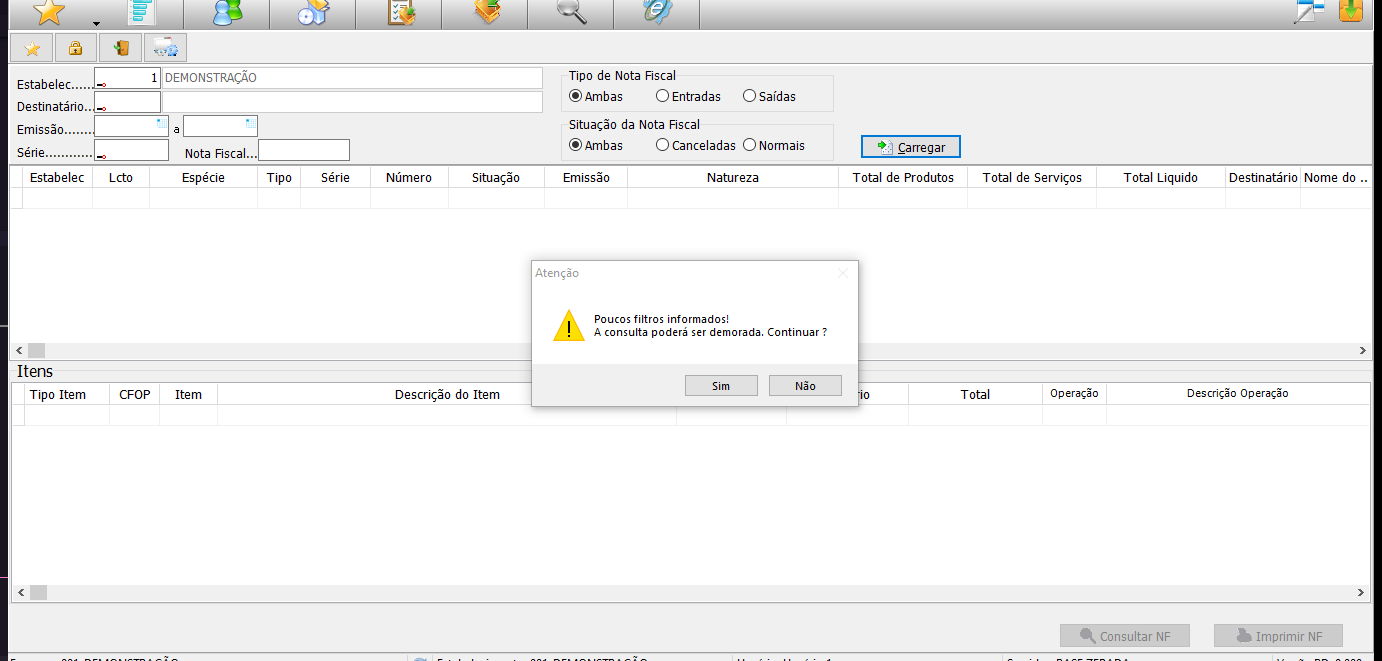 Estabelec...... 1 DEMONSTRAÇÃO
Destinatário..
Emissão........ a
Série............ Nota Fiscal...
Tipo de Nota Fiscal
Ambas Entradas Saídas
Situação da Nota Fiscal
Ambas Canceladas Normais
Carregar
Estabelec Lcto Espécie Tipo Série Número Situação Emissão Natureza Total de Produtos Total de Serviços Total Liquido Destinatário Nome do ..
Atenção
Poucos filtros informados!
A consulta poderá ser demorada. Continuar ?
Sim Não
Itens
Tipo Item CFOP Item Descrição do Item Total Operação Descrição Operação
Consultar NF Imprimir NF